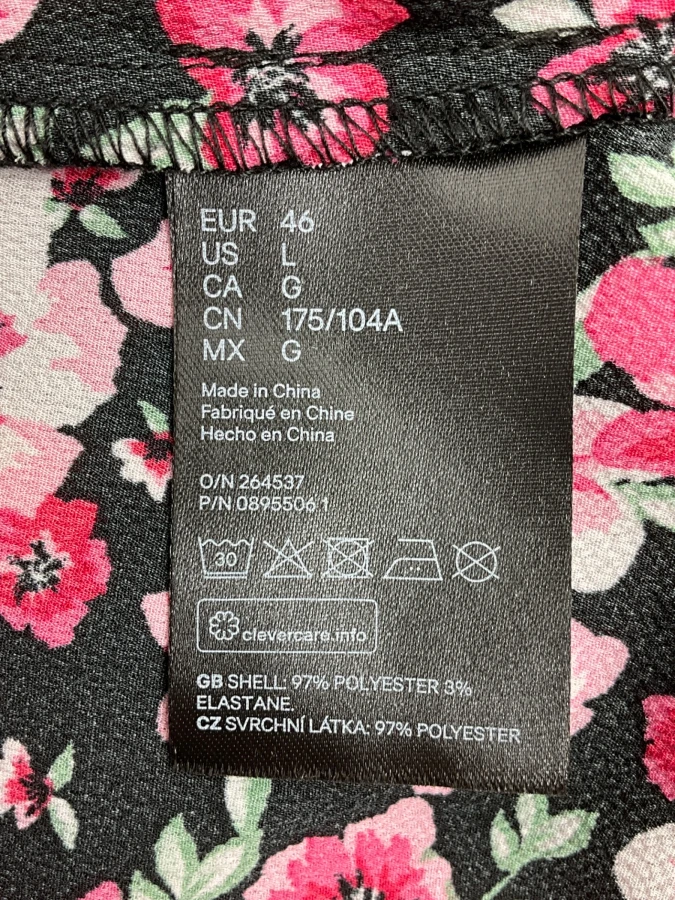 EUR 46
US L
CA G
CN 175/104A
MX G
Made in China
Fabriqué en Chine
Hecho en China
O/N 264537
P/N 0895506 1
30
clevercare.info
GB SHELL: 97% POLYESTER 3%
ELASTANE.
CZ SVRCHNÍ LÁTKA: 97% POLYESTER